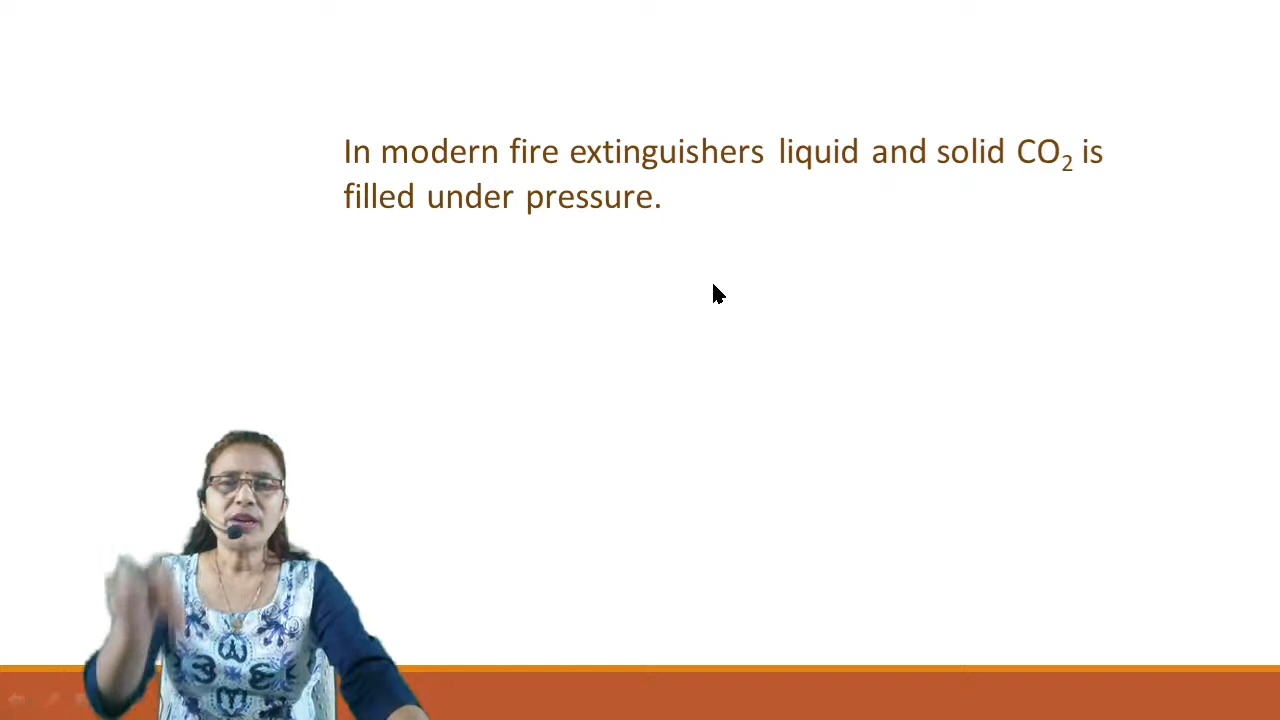 In modern fire extinguishers liquid and solid CO₂ is
filled under pressure.